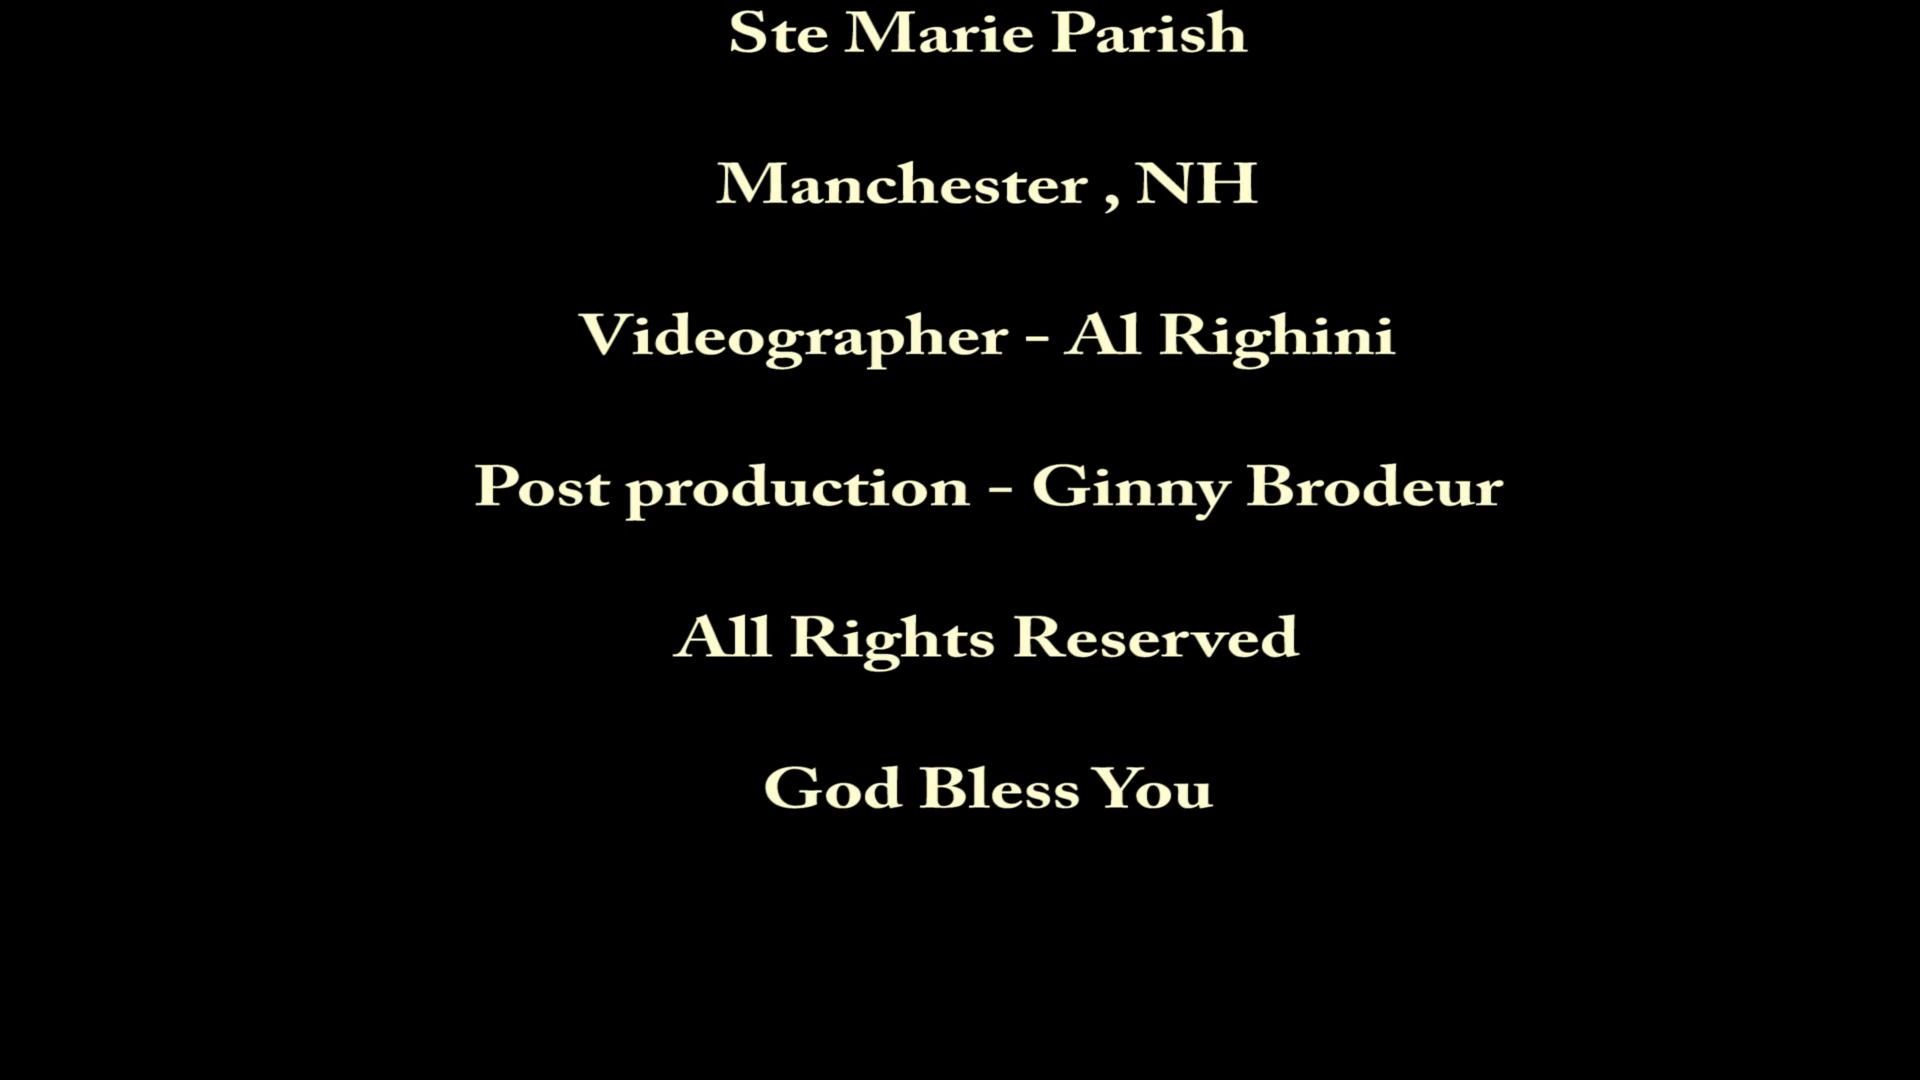 Ste Marie Parish
Manchester , NH
Videographer - Al Righini
Post production - Ginny Brodeur
All Rights Reserved
God Bless You